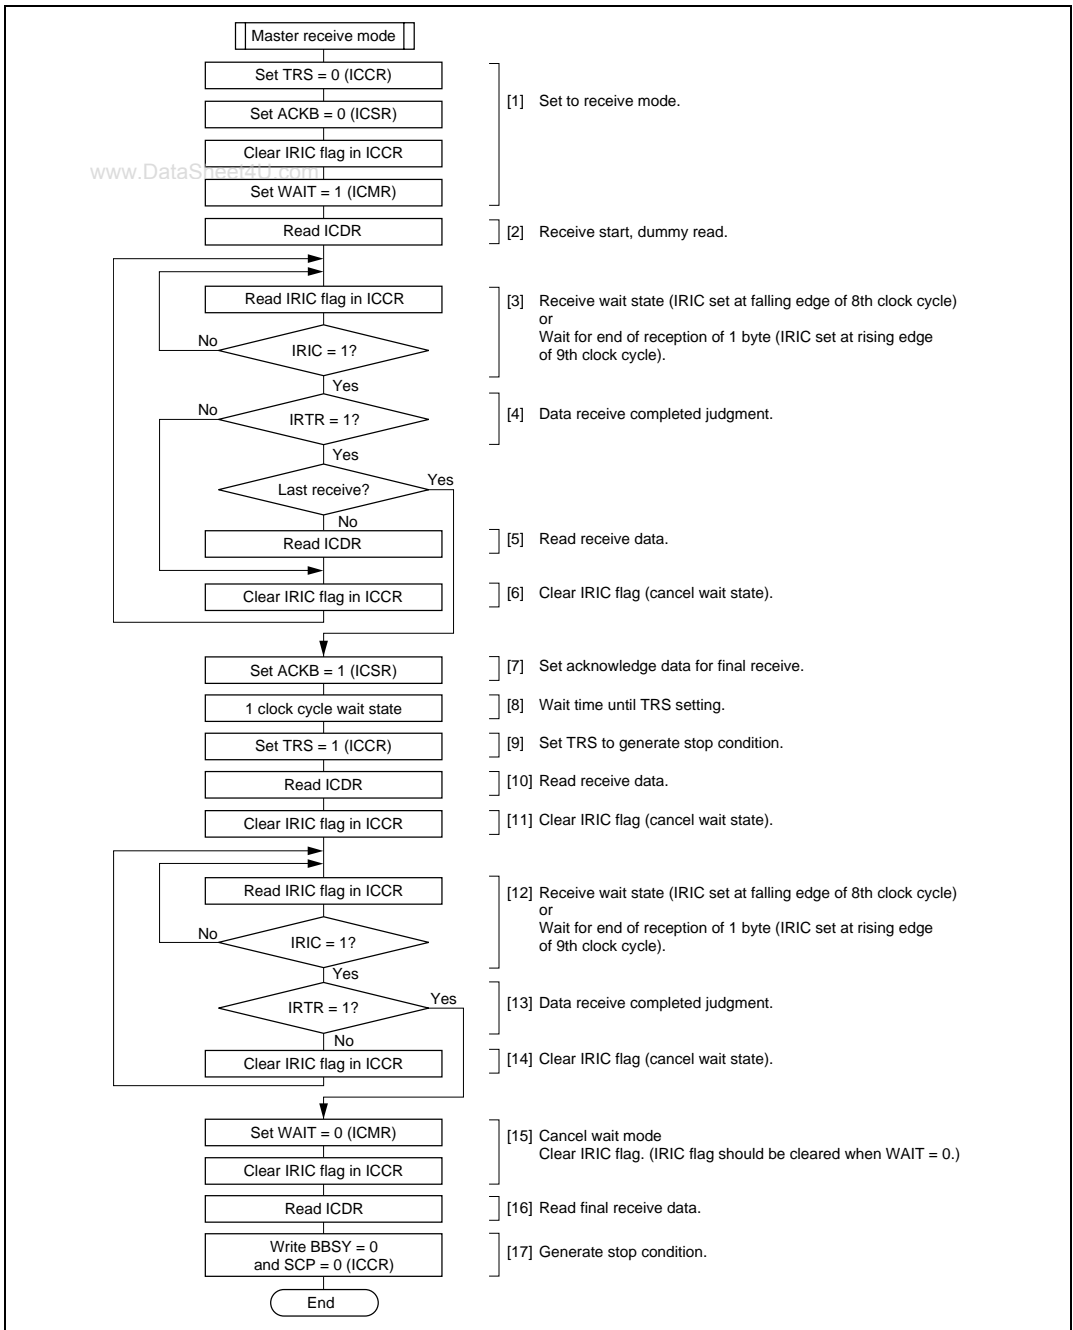 Master receive mode
Set TRS = 0 (ICCR)
[1] Set to receive mode.
Set ACKB = 0 (ICSR)
Clear IRIC flag in ICCR
www.DataSheet4U.com
Set WAIT = 1 (ICMR)
Read ICDR
[2] Receive start, dummy read.
Read IRIC flag in ICCR
[3] Receive wait state (IRIC set at falling edge of 8th clock cycle)
or
Wait for end of reception of 1 byte (IRIC set at rising edge
of 9th clock cycle).
No
IRIC = 1?
Yes
No
IRTR = 1?
[4] Data receive completed judgment.
Yes
Last receive?
Yes
No
Read ICDR
[5] Read receive data.
Clear IRIC flag in ICCR
[6] Clear IRIC flag (cancel wait state).
Set ACKB = 1 (ICSR)
[7] Set acknowledge data for final receive.
1 clock cycle wait state
[8] Wait time until TRS setting.
Set TRS = 1 (ICCR)
[9] Set TRS to generate stop condition.
Read ICDR
[10] Read receive data.
Clear IRIC flag in ICCR
[11] Clear IRIC flag (cancel wait state).
Read IRIC flag in ICCR
[12] Receive wait state (IRIC set at falling edge of 8th clock cycle)
or
Wait for end of reception of 1 byte (IRIC set at rising edge
of 9th clock cycle).
No
IRIC = 1?
Yes
IRTR = 1?
Yes
[13] Data receive completed judgment.
No
Clear IRIC flag in ICCR
[14] Clear IRIC flag (cancel wait state).
Set WAIT = 0 (ICMR)
[15] Cancel wait mode
Clear IRIC flag. (IRIC flag should be cleared when WAIT = 0.)
Clear IRIC flag in ICCR
Read ICDR
[16] Read final receive data.
Write BBSY = 0
and SCP = 0 (ICCR)
[17] Generate stop condition.
End